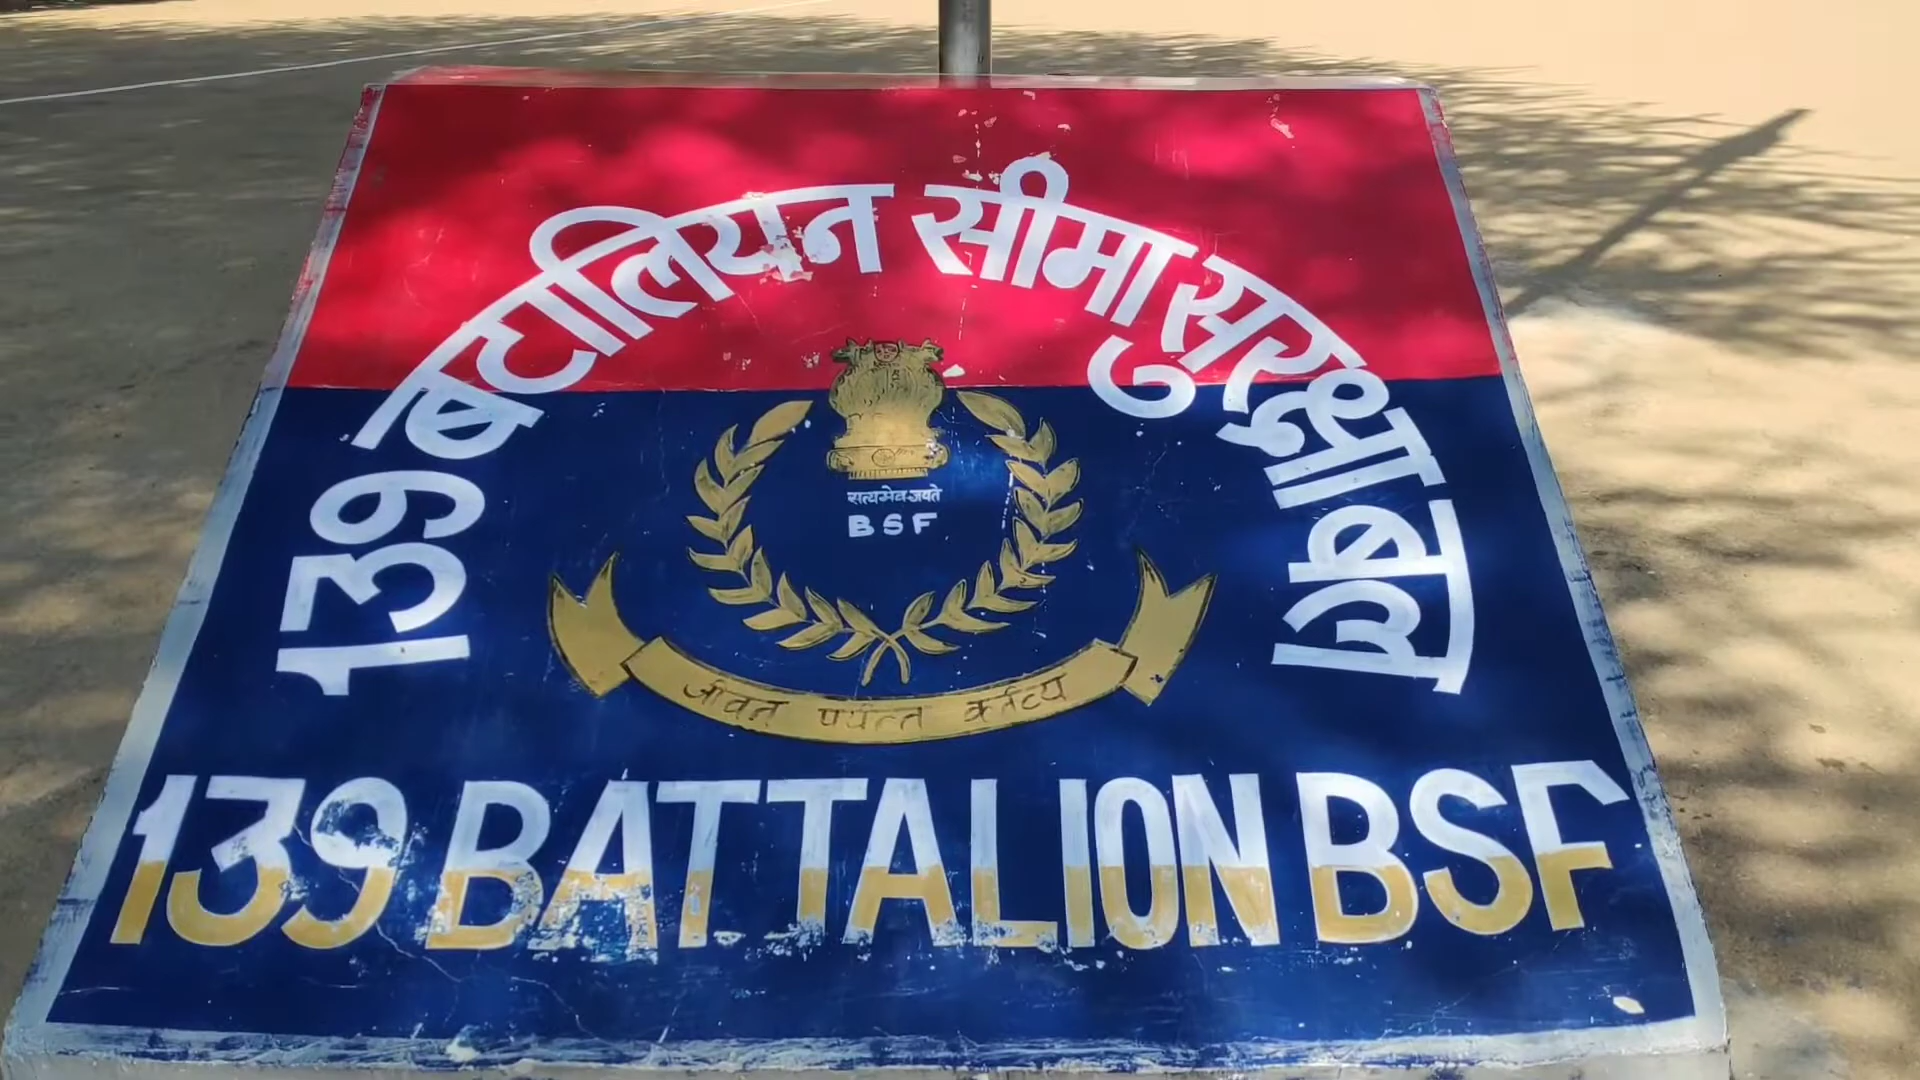 139 बटालियन सीमा सुरक्षा बल
सत्यमेव जयते
BSF
जीवन पर्यन्त कर्तव्य
139 BATTALION BSF